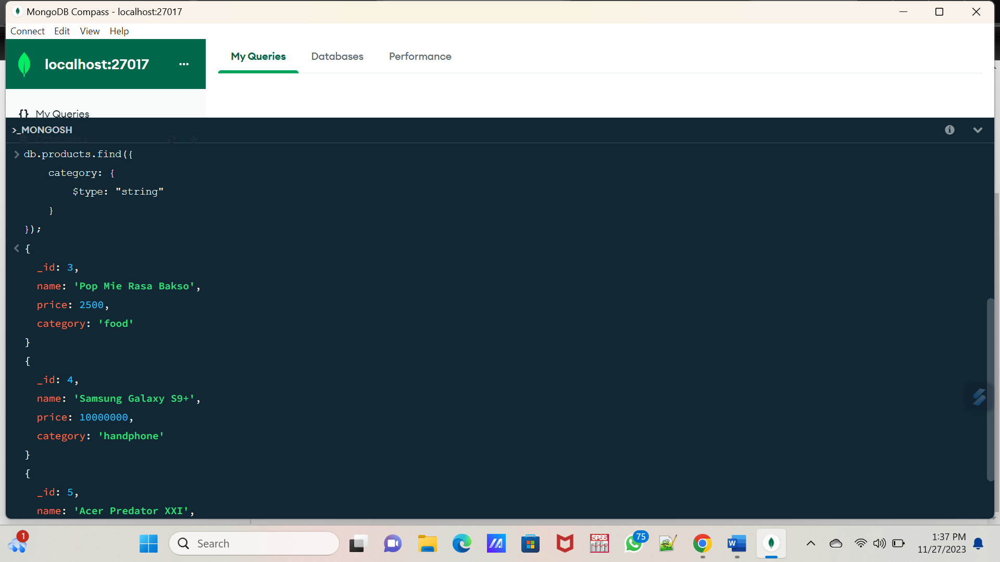 MongoDB Compass - localhost:27017
Connect Edit View Help
localhost:27017 ...
My Queries Databases Performance
{} My Queries
>_MONGOSH
Databases
> db.products.find({
category: {
$type: "string"
}
});
< {
_id: 3,
name: 'Pop Mie Rasa Bakso',
price: 2500,
category: 'food'
}
{
_id: 4,
name: 'Samsung Galaxy S9+',
price: 10000000,
category: 'handphone'
}
{
_id: 5,
name: 'Acer Predator XXI',
1
Search
SPSS
75
W
1:37 PM
11/27/2023